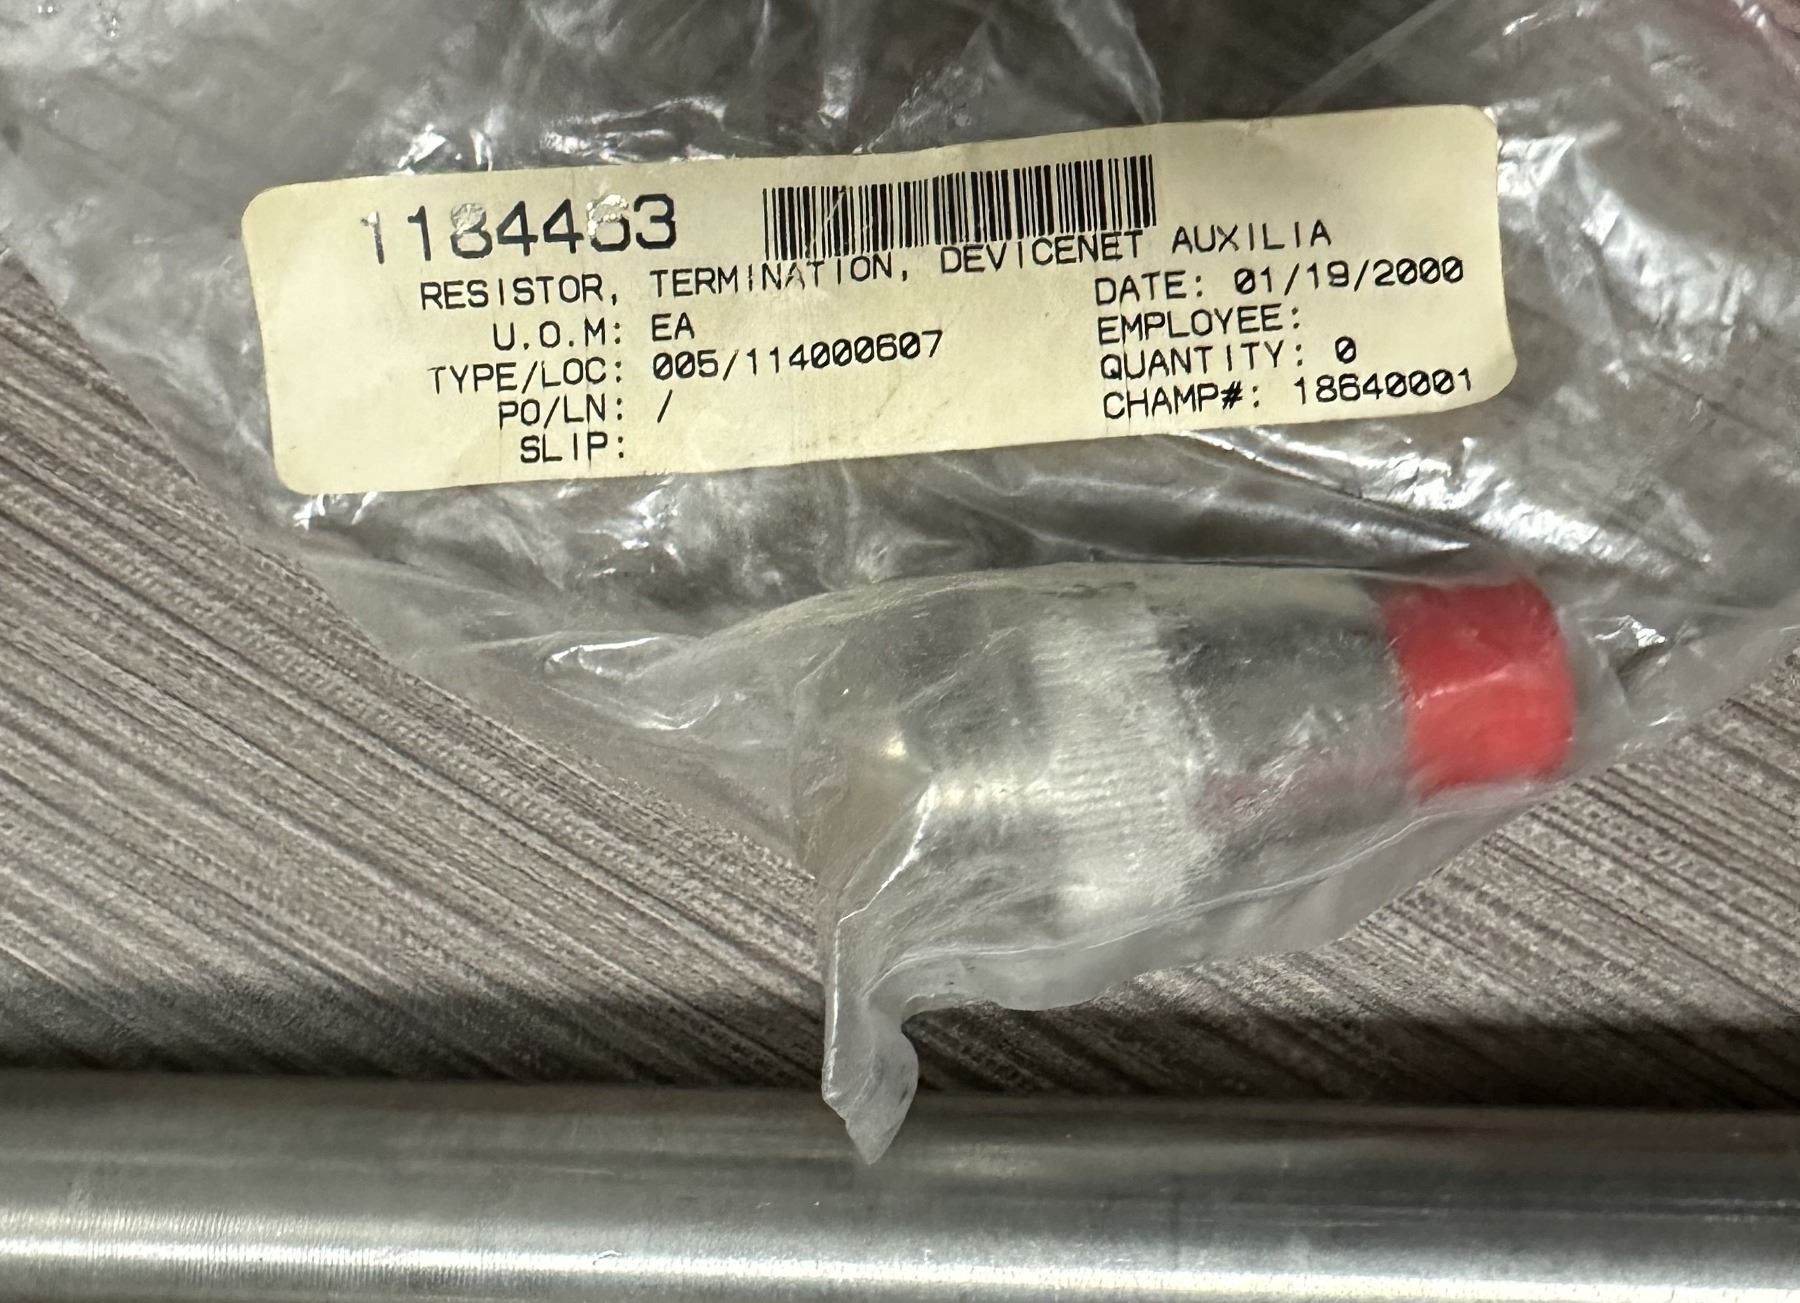 1184463
RESISTOR, TERMINATION, DEVICENET AUXILIA
U.O.M: EA
TYPE/LOC: 005/114000607
PO/LN: /
SLIP:
DATE: 01/19/2000
EMPLOYEE:
QUANTITY: 0
CHAMP#: 18640001